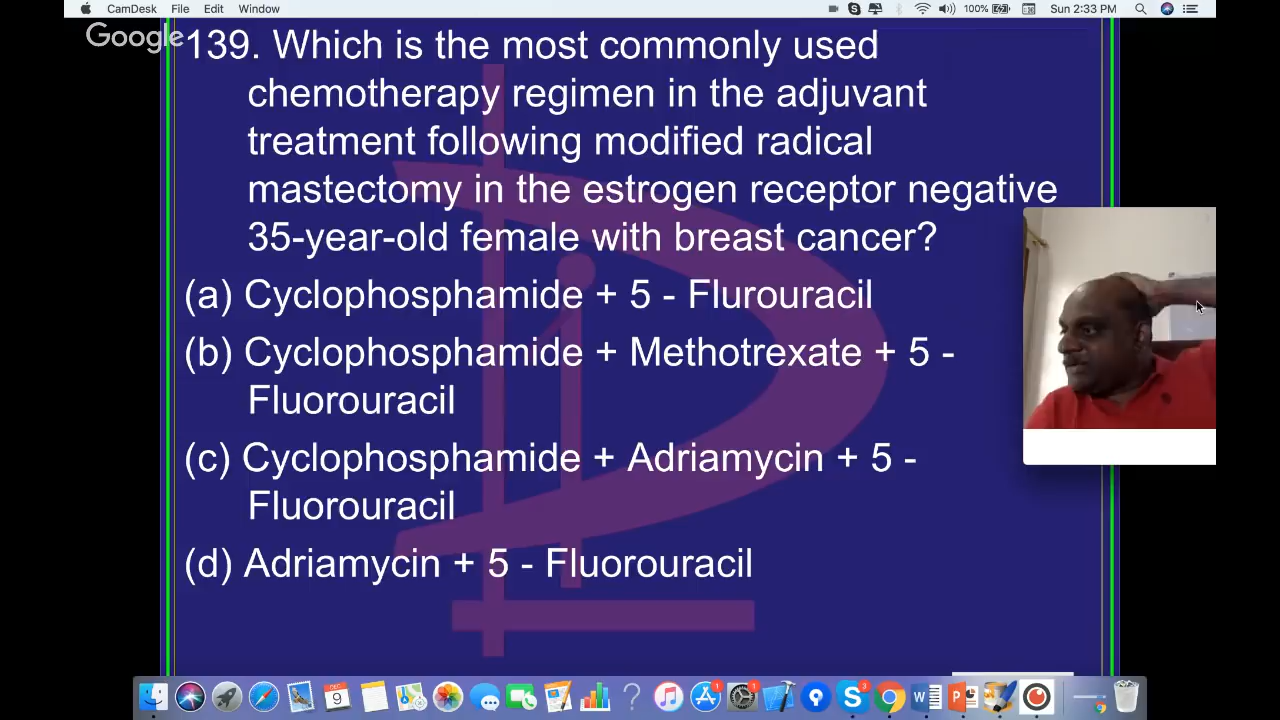 CamDesk File Edit Window 100% Sun 2:33 PM
Google
139. Which is the most commonly used
chemotherapy regimen in the adjuvant
treatment following modified radical
mastectomy in the estrogen receptor negative
35-year-old female with breast cancer?
(a) Cyclophosphamide + 5 - Flurouracil
(b) Cyclophosphamide + Methotrexate + 5 -
Fluorouracil
(c) Cyclophosphamide + Adriamycin + 5 -
Fluorouracil
(d) Adriamycin + 5 - Fluorouracil